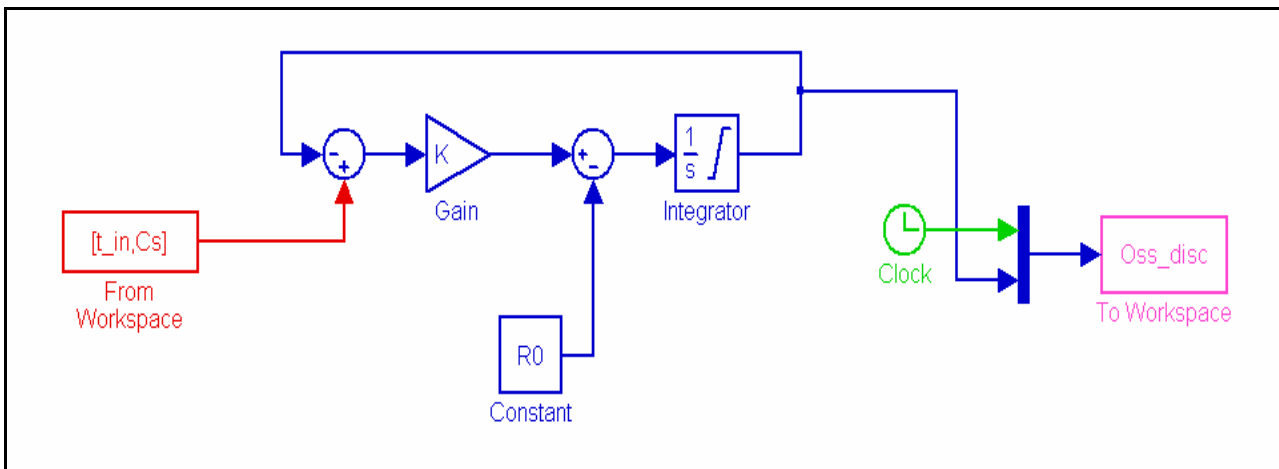 -
+
K
Gain
+
-
1
s
Integrator
[t_in,Cs]
From
Workspace
R0
Constant
Clock
Oss_disc
To Workspace